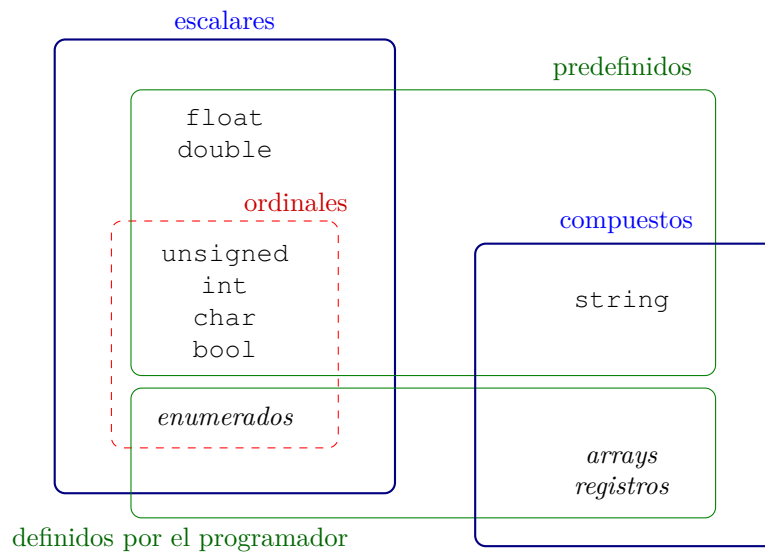 escalares
predefinidos
float
double
ordinales
compuestos
unsigned
int
char
bool
string
enumerados
arrays
registros
definidos por el programador